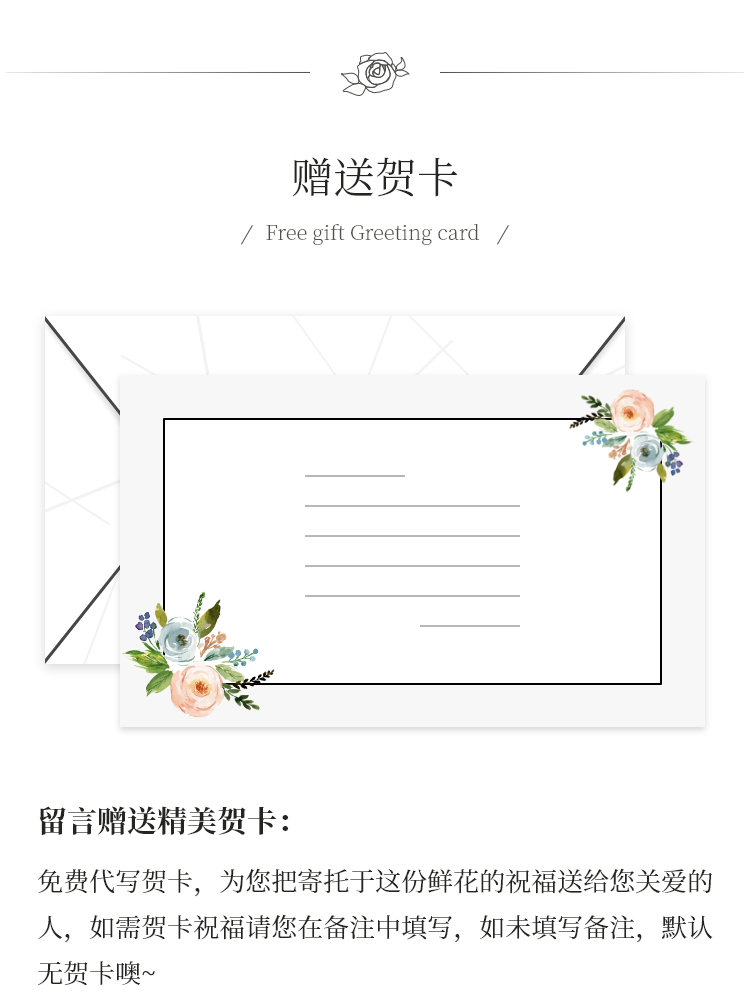 赠送贺卡
/ Free gift Greeting card /
留言赠送精美贺卡：
免费代写贺卡，为您把寄托于这份鲜花的祝福送给您关爱的
人，如需贺卡祝福请您在备注中填写，如未填写备注，默认
无贺卡噢~